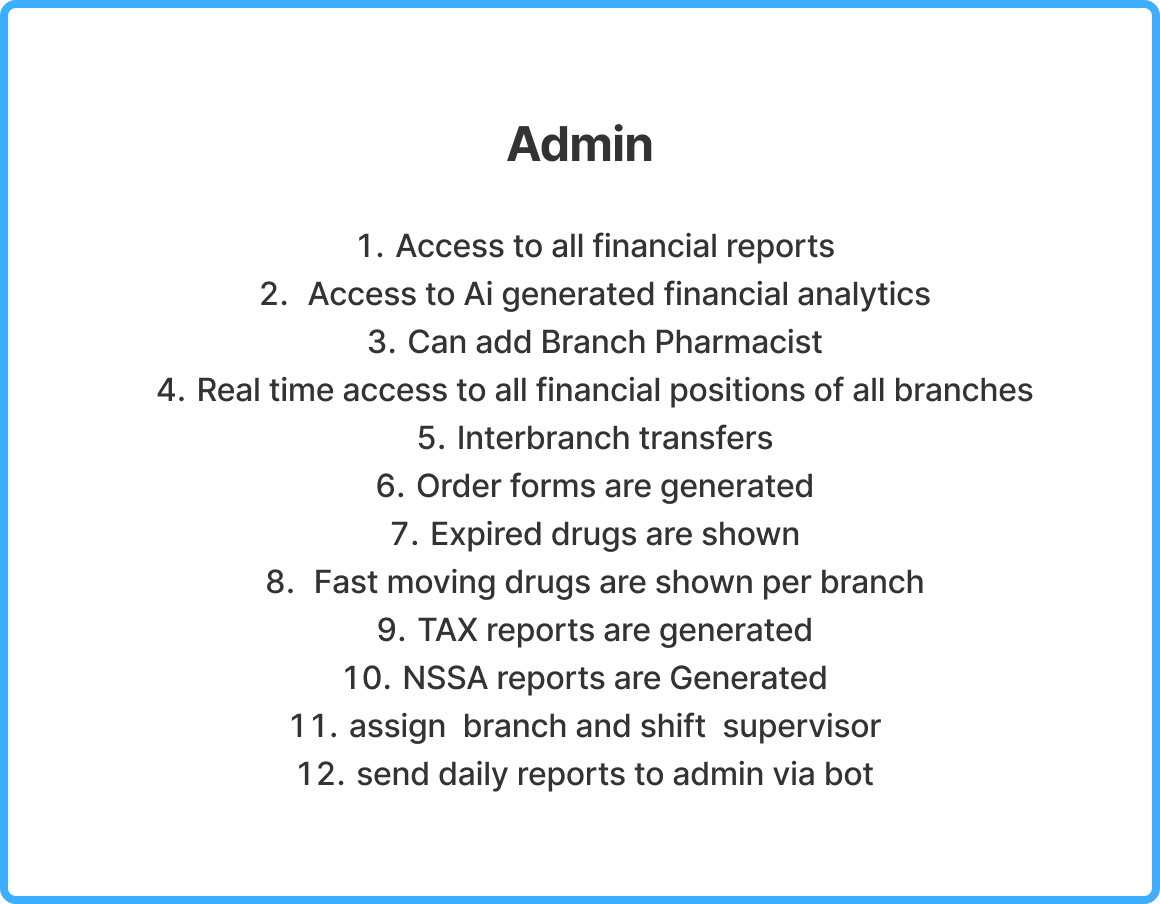 Admin
1. Access to all financial reports
2.  Access to Ai generated financial analytics
3. Can add Branch Pharmacist
4. Real time access to all financial positions of all branches
5. Interbranch transfers
6. Order forms are generated
7. Expired drugs are shown
8.  Fast moving drugs are shown per branch
9. TAX reports are generated
10. NSSA reports are Generated
11. assign  branch and shift  supervisor
12. send daily reports to admin via bot